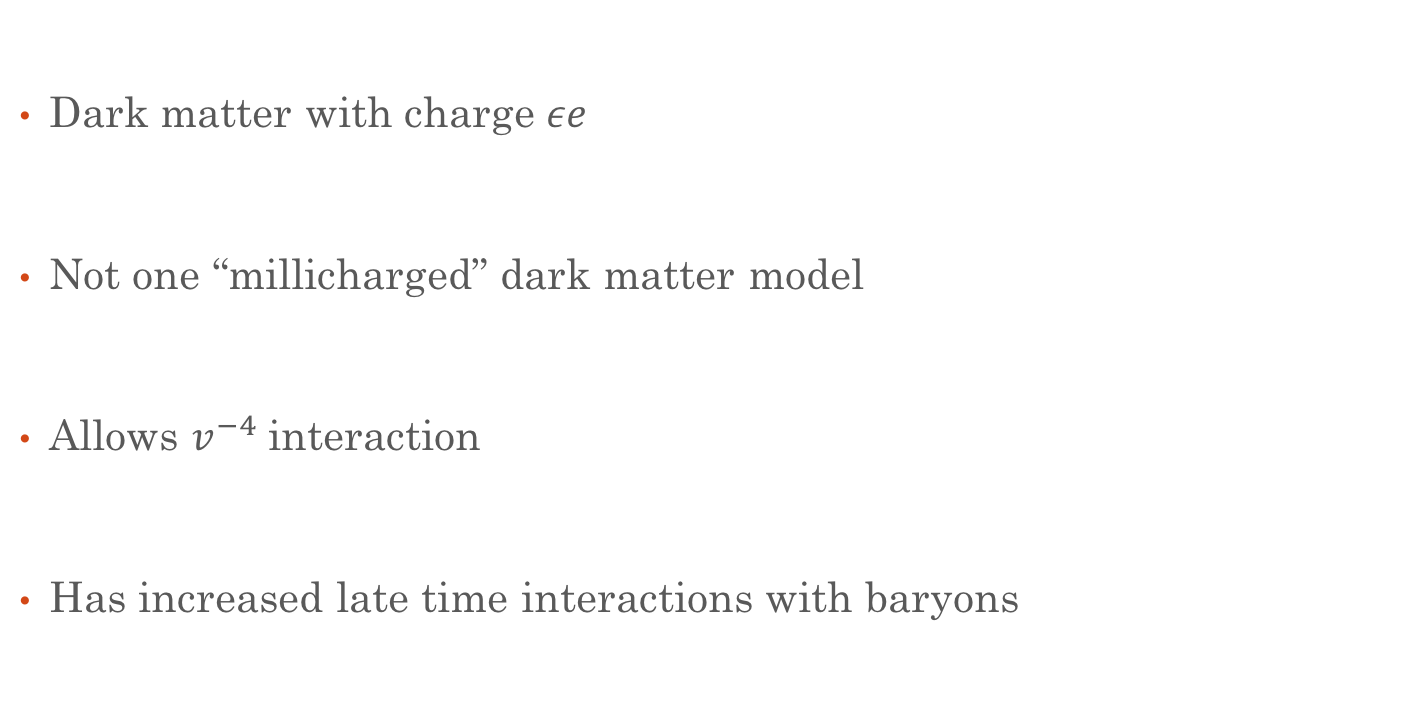 • Dark matter with charge ϵe
• Not one “millicharged” dark matter model
• Allows v⁻⁴ interaction
• Has increased late time interactions with baryons